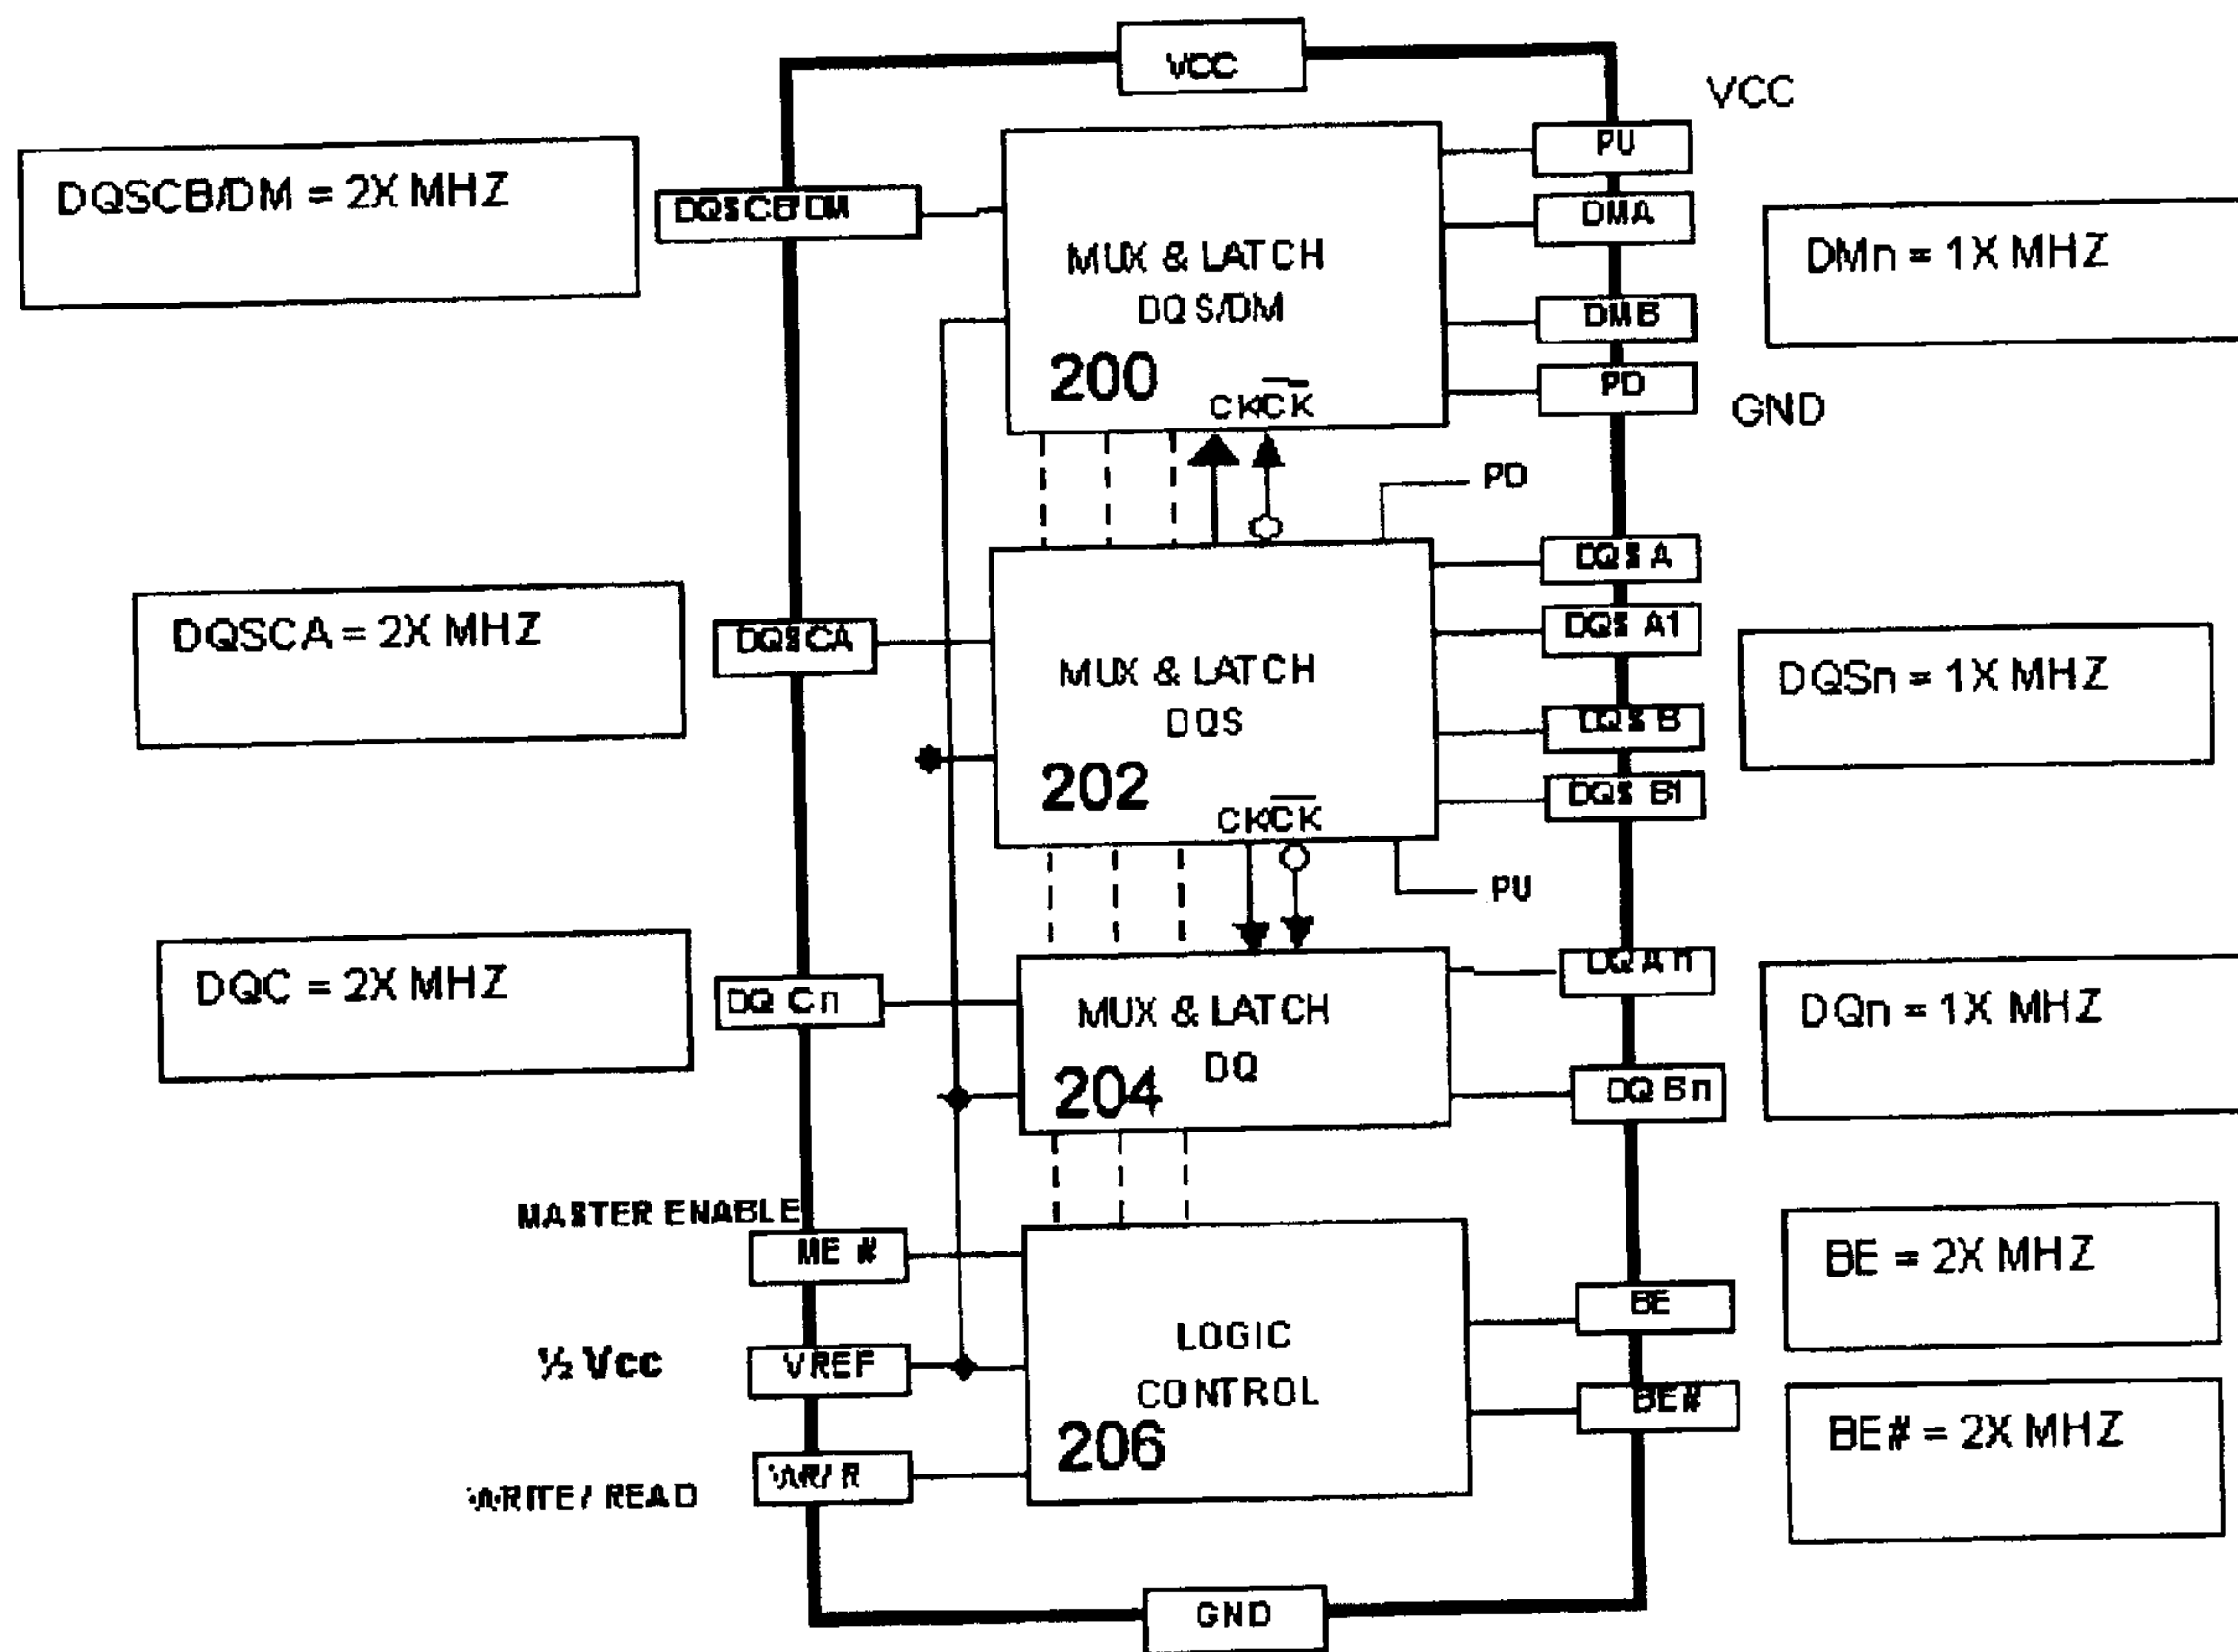 VCC
VCC
PU
DQSCB/DM = 2X MHZ
DQSCB/DM
DMA
MUX & LATCH
DQS/DM
DMn = 1X MHZ
DMB
200
PD
CK CK
GND
PD
DQS A
DQSCA = 2X MHZ
DQSCA
DQS A1
MUX & LATCH
DQS
DQSn = 1X MHZ
DQS B
202
DQS B1
CK CK
PU
DQC = 2X MHZ
DQ Cn
DQ An
MUX & LATCH
DQ
DQn = 1X MHZ
204
DQ Bn
MASTER ENABLE
ME #
BE = 2X MHZ
BE
½ Vcc
VREF
LOGIC
CONTROL
BE#
BE# = 2X MHZ
206
WRITE/ READ
WR/ R
GND